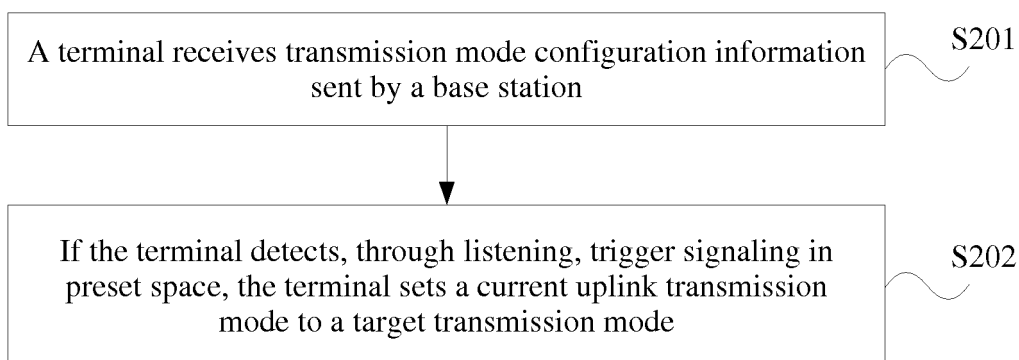 A terminal receives transmission mode configuration information
sent by a base station
S201
If the terminal detects, through listening, trigger signaling in
preset space, the terminal sets a current uplink transmission
mode to a target transmission mode
S202